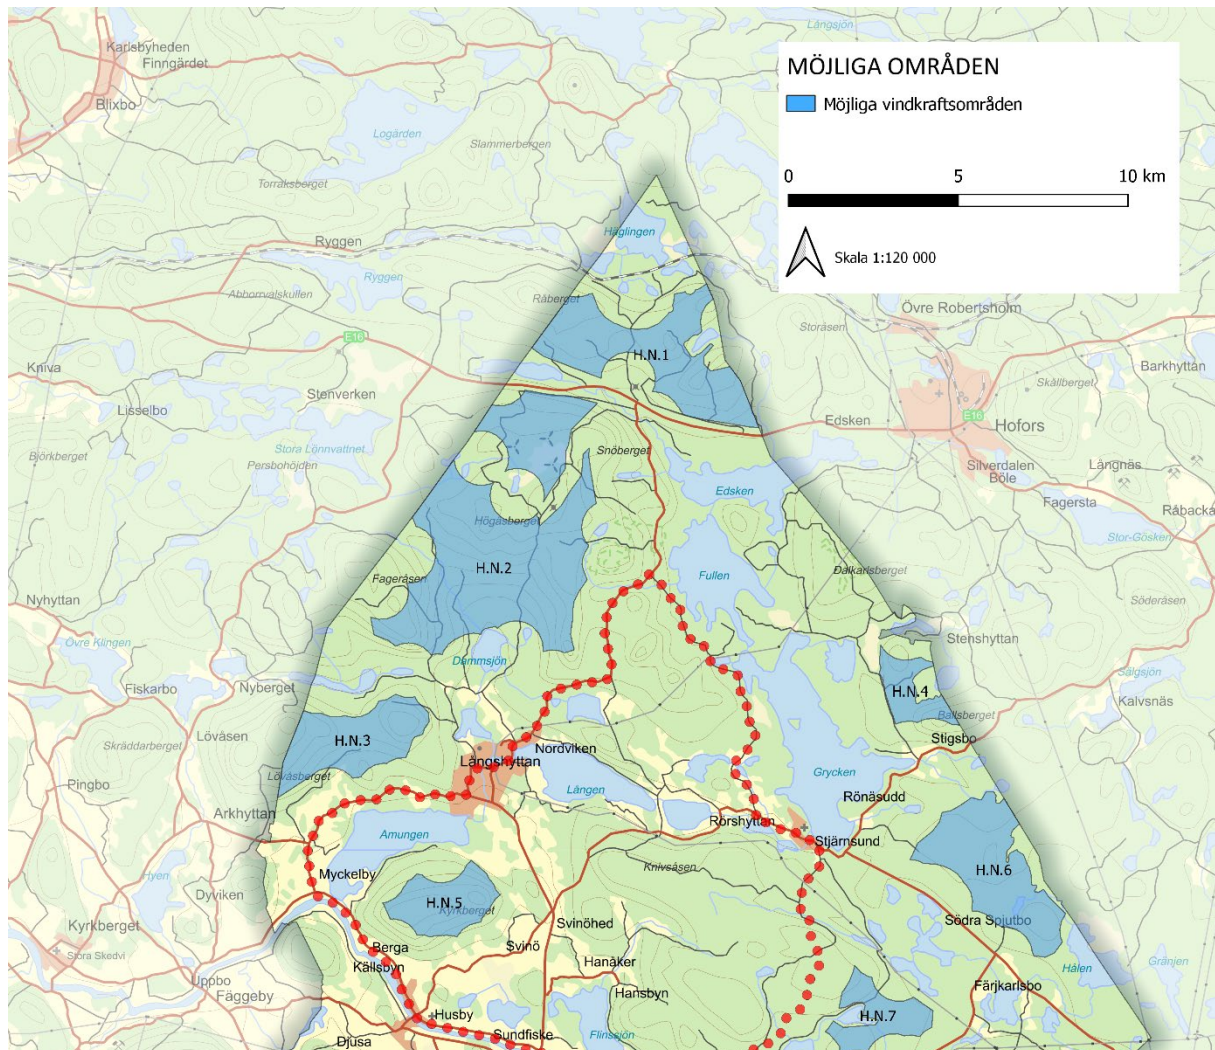 Långsjön
Karlsbyheden
Finngärdet
MÖJLIGA OMRÅDEN
Möjliga vindkraftsområden
Blixbo
Logården
Slammerbergen
0 5 10 km
Torraksberget
Skala 1:120 000
Häglingen
Ryggen
Ryggen
Abborrvalskullen
Råberget
Övre Robertsholm
Storåsen
E16
H.N.1
Kniva
Barkhyttan
Skållberget
Stenverken
Lisselbo
E16
Edsken
Hofors
Stora Lönnvattnet
Snöberget
Björkberget
Persbohöjden
Silverdalen
Böle
Långnäs
Edsken
Fagersta
Råbacka
Högåsberget
Stor-Gösken
H.N.2
Fageråsen
Fullen
Dalkarlsberget
Nyhyttan
Söderåsen
Övre Klingen
Stenshyttan
Dammsjön
Sälgsjön
Fiskarbo
Nyberget
H.N.4
Kalvsnäs
Ballsberget
Lövåsen
H.N.3
Skräddarberget
Nordviken
Stigsbo
Långshyttan
Lövåsberget
Pingbo
Grycken
Lången
Rönäsudd
Arkhyttan
Rörshyttan
Amungen
Stjärnsund
Knivsåsen
H.N.6
Myckelby
Hyen
Dyviken
H.N.5
Kyrkberget
Kyrkberget
Svinöhed
Södra Spjutbo
Berga
Svinö
Stora Skedvi
Källsbyn
Hanåker
Hålen
Grånjen
Uppbo
Fäggeby
Hansbyn
Färjkarlsbo
Husby
H.N.7
Djusa
Sundfiske
Flinssjön